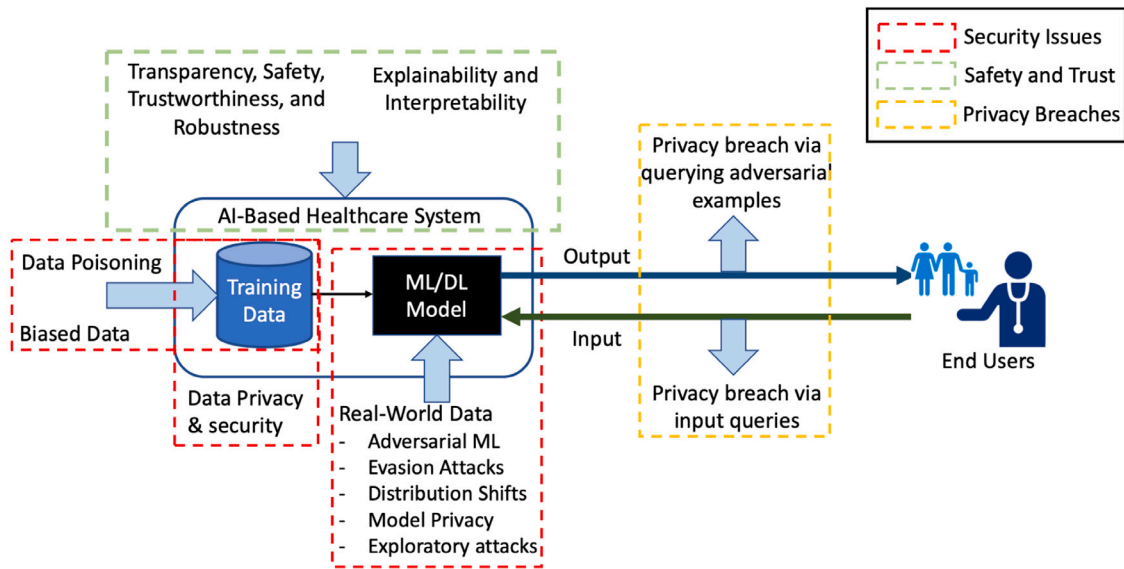 Security Issues
Safety and Trust
Privacy Breaches
Transparency, Safety,
Trustworthiness, and
Robustness
Explainability and
Interpretability
AI-Based Healthcare System
Data Poisoning
Biased Data
Training
Data
ML/DL
Model
Data Privacy
& security
Real-World Data
- Adversarial ML
- Evasion Attacks
- Distribution Shifts
- Model Privacy
- Exploratory attacks
Output
Input
Privacy breach via
querying adversarial
examples
Privacy breach via
input queries
End Users